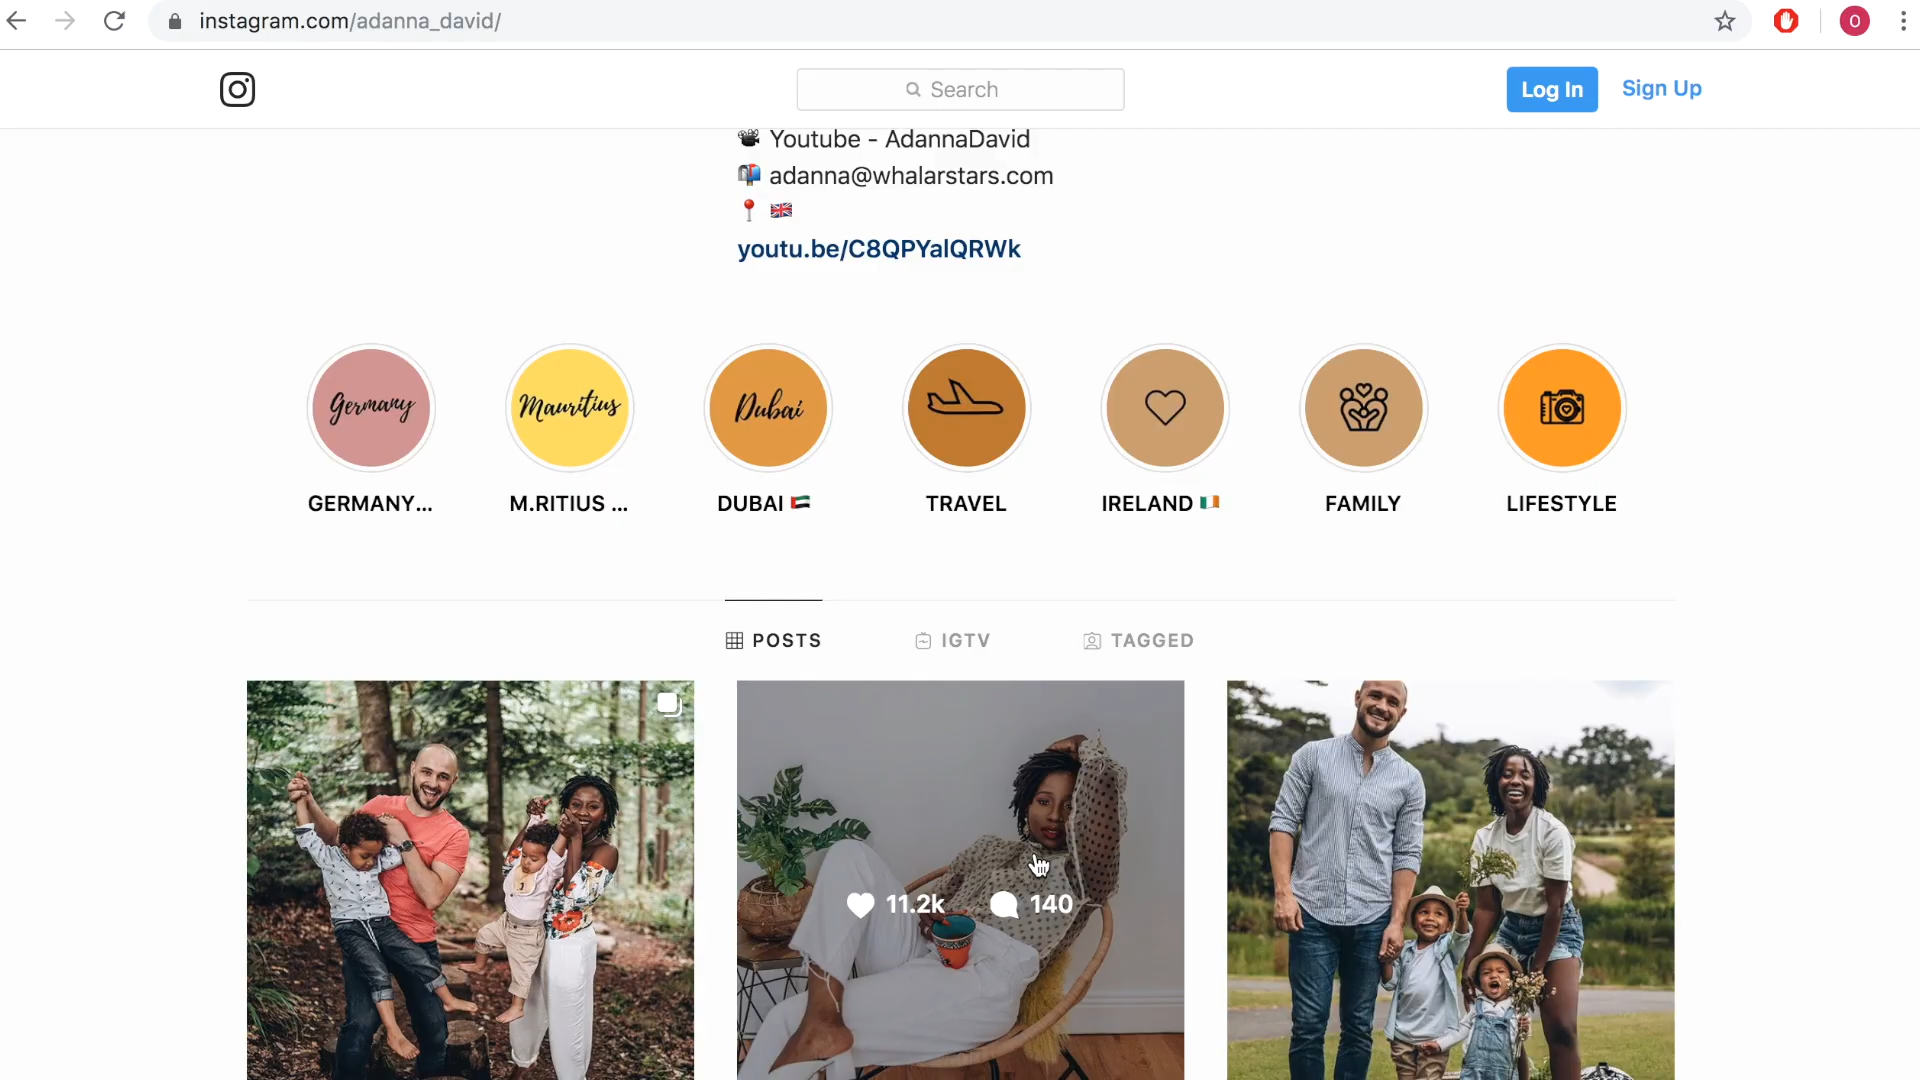 instagram.com/adanna_david/
O
Search
Log In
Sign Up
Youtube - AdannaDavid
adanna@whalarstars.com
youtu.be/C8QPYalQRWk
Germany
Mauritius
Dubai
GERMANY...
M.RITIUS ...
DUBAI
TRAVEL
IRELAND
FAMILY
LIFESTYLE
POSTS
IGTV
TAGGED
11.2k
140